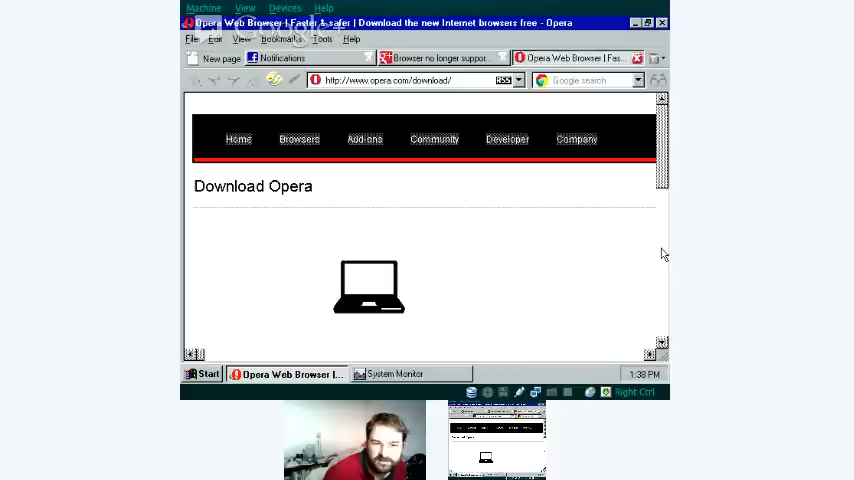 Machine View Devices Help
Opera Web Browser | Faster & safer | Download the new Internet browsers free - Opera
Google+
File Edit View Bookmarks Tools Help
New page Notifications Browser no longer suppor... Opera Web Browser | Fas...
http://www.opera.com/download/ Google search
Home Browsers Add-ons Community Developer Company
Download Opera
Start Opera Web Browser |... System Monitor 1:38 PM
Right Ctrl